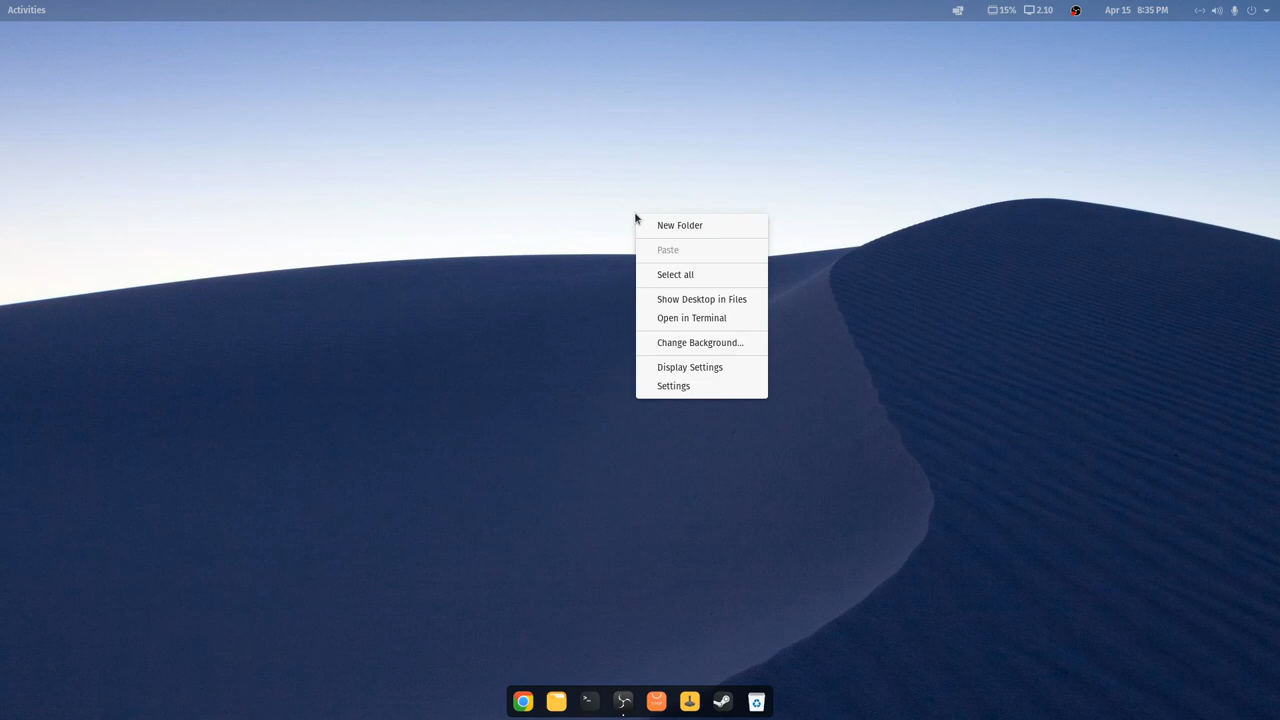 Activities
15%
2.10
Apr 15 8:35 PM
New Folder
Paste
Select all
Show Desktop in Files
Open in Terminal
Change Background...
Display Settings
Settings